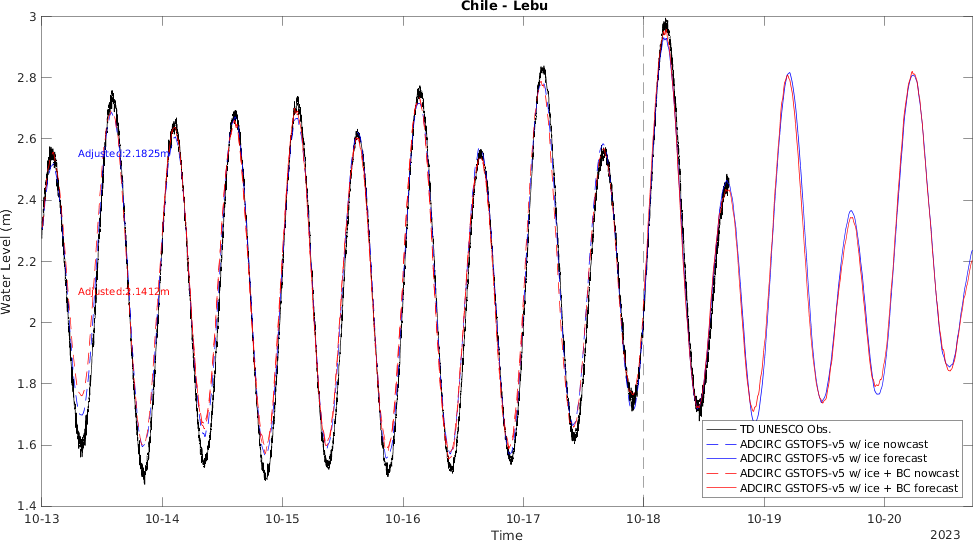 Chile - Lebu
3
2.8
2.6
2.4
2.2
2
1.8
1.6
1.4
Water Level (m)
Adjusted:2.1825m
Adjusted:2.1412m
TD UNESCO Obs.
ADCIRC GSTOFS-v5 w/ ice nowcast
ADCIRC GSTOFS-v5 w/ ice forecast
ADCIRC GSTOFS-v5 w/ ice + BC nowcast
ADCIRC GSTOFS-v5 w/ ice + BC forecast
10-13 10-14 10-15 10-16 10-17 10-18 10-19 10-20
Time
2023